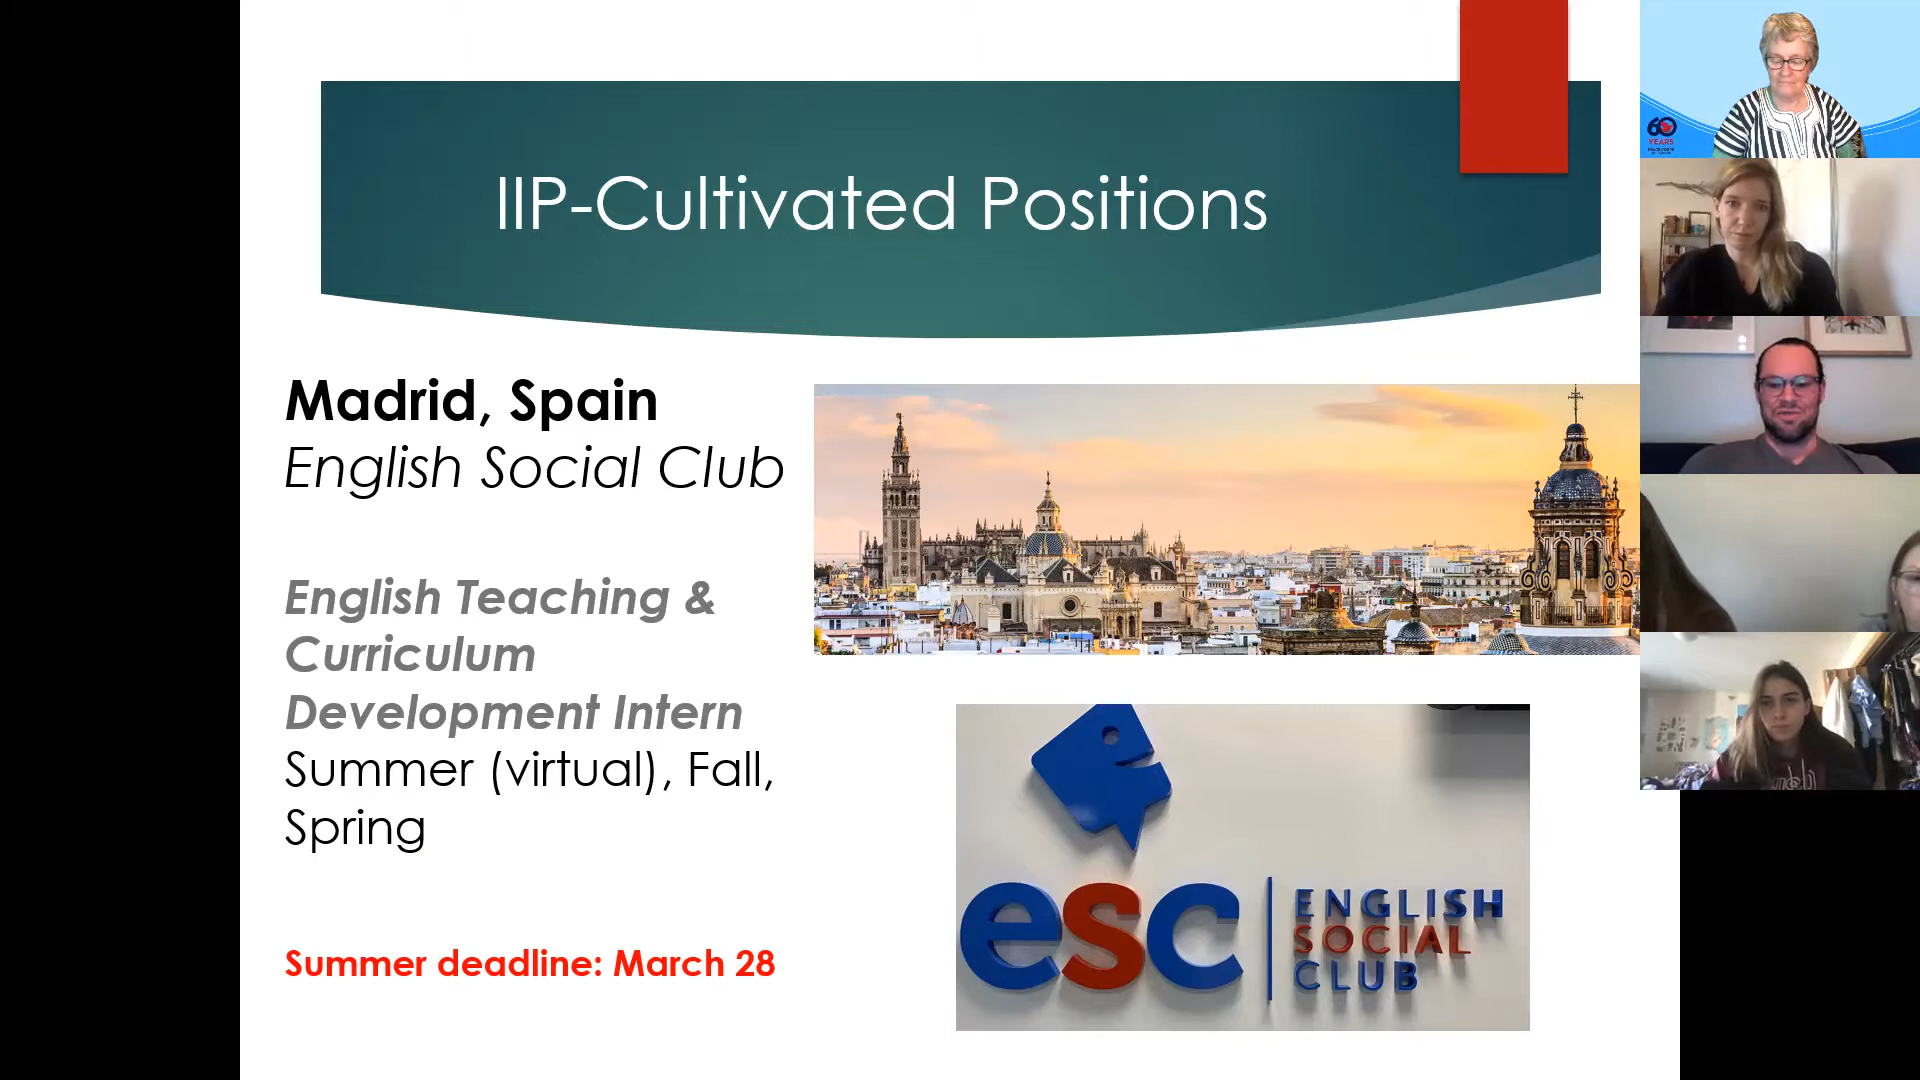 IIP-Cultivated Positions
Madrid, Spain
English Social Club
English Teaching &
Curriculum
Development Intern
Summer (virtual), Fall,
Spring
Summer deadline: March 28
esc
ENGLISH
SOCIAL
CLUB
60
YEARS